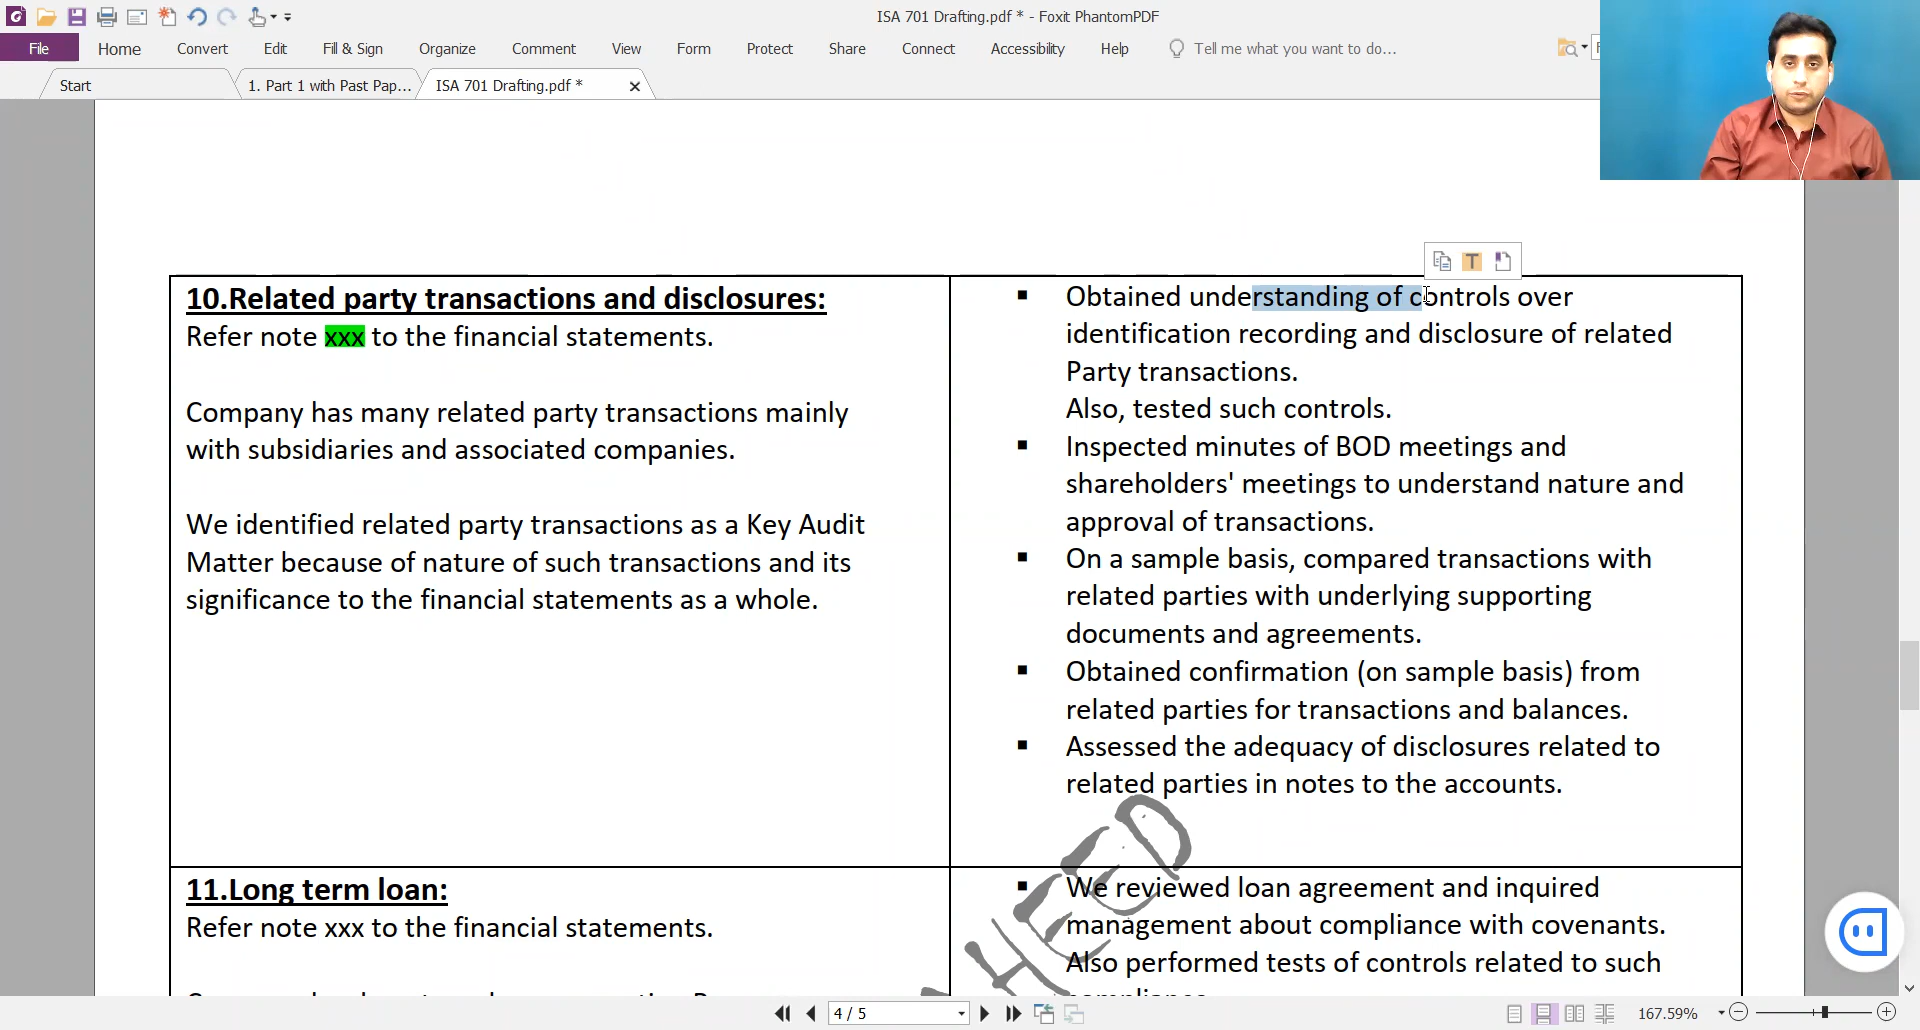 ISA 701 Drafting.pdf * - Foxit PhantomPDF
File Home Convert Edit Fill & Sign Organize Comment View Form Protect Share Connect Accessibility Help Tell me what you want to do...
Start 1. Part 1 with Past Pap... ISA 701 Drafting.pdf *
10.Related party transactions and disclosures:
Refer note xxx to the financial statements.
Company has many related party transactions mainly
with subsidiaries and associated companies.
We identified related party transactions as a Key Audit
Matter because of nature of such transactions and its
significance to the financial statements as a whole.
▪ Obtained understanding of controls over
identification recording and disclosure of related
Party transactions.
Also, tested such controls.
▪ Inspected minutes of BOD meetings and
shareholders' meetings to understand nature and
approval of transactions.
▪ On a sample basis, compared transactions with
related parties with underlying supporting
documents and agreements.
▪ Obtained confirmation (on sample basis) from
related parties for transactions and balances.
▪ Assessed the adequacy of disclosures related to
related parties in notes to the accounts.
11.Long term loan:
Refer note xxx to the financial statements.
▪ We reviewed loan agreement and inquired
management about compliance with covenants.
Also performed tests of controls related to such
4 / 5
167.59%